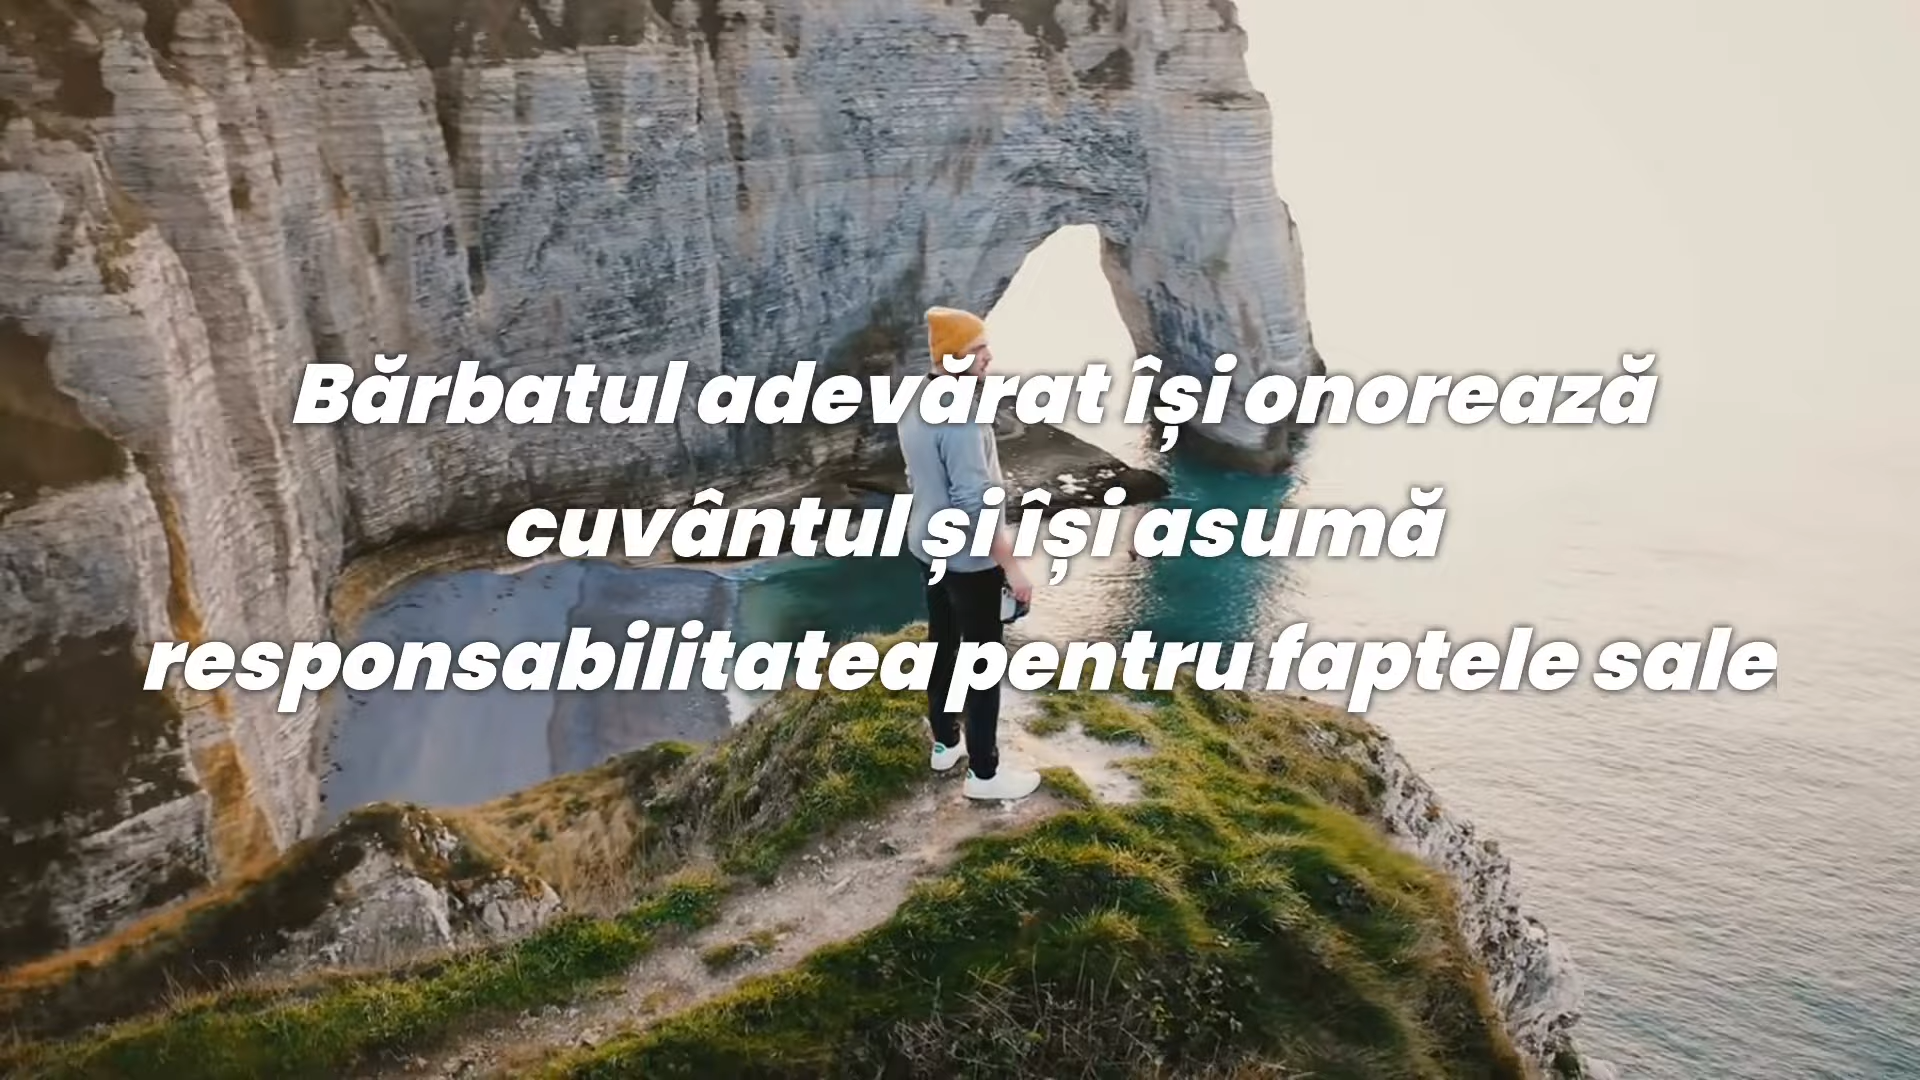 Bărbatul adevărat își onorează
cuvântul și își asumă
responsabilitatea pentru faptele sale